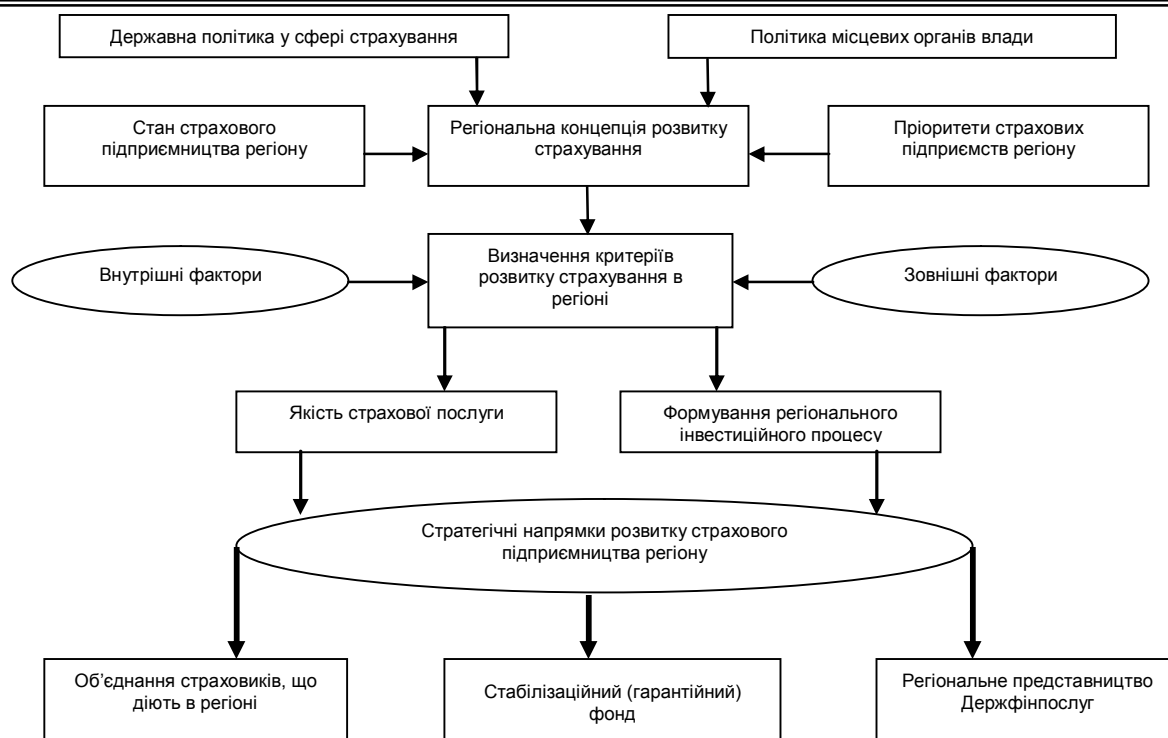 Державна політика у сфері страхування
Політика місцевих органів влади
Стан страхового
підприємництва регіону
Регіональна концепція розвитку
страхування
Пріоритети страхових
підприємств регіону
Внутрішні фактори
Визначення критеріїв
розвитку страхування в
регіоні
Зовнішні фактори
Якість страхової послуги
Формування регіонального
інвестиційного процесу
Стратегічні напрямки розвитку страхового
підприємництва регіону
Об’єднання страховиків, що
діють в регіоні
Стабілізаційний (гарантійний)
фонд
Регіональне представництво
Держфінпослуг